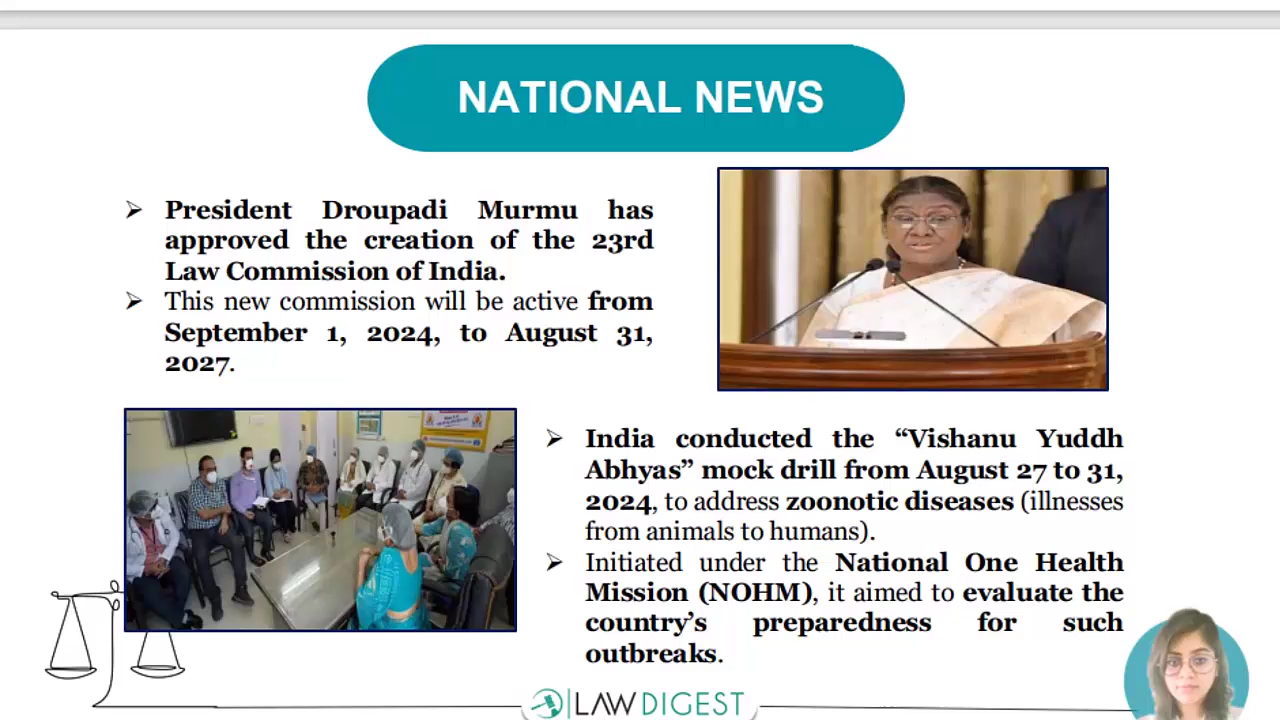 NATIONAL NEWS
➢ President Droupadi Murmu has
approved the creation of the 23rd
Law Commission of India.
➢ This new commission will be active from
September 1, 2024, to August 31,
2027.
➢ India conducted the “Vishanu Yuddh
Abhyas” mock drill from August 27 to 31,
2024, to address zoonotic diseases (illnesses
from animals to humans).
➢ Initiated under the National One Health
Mission (NOHM), it aimed to evaluate the
country’s preparedness for such
outbreaks.
LAWDIGEST